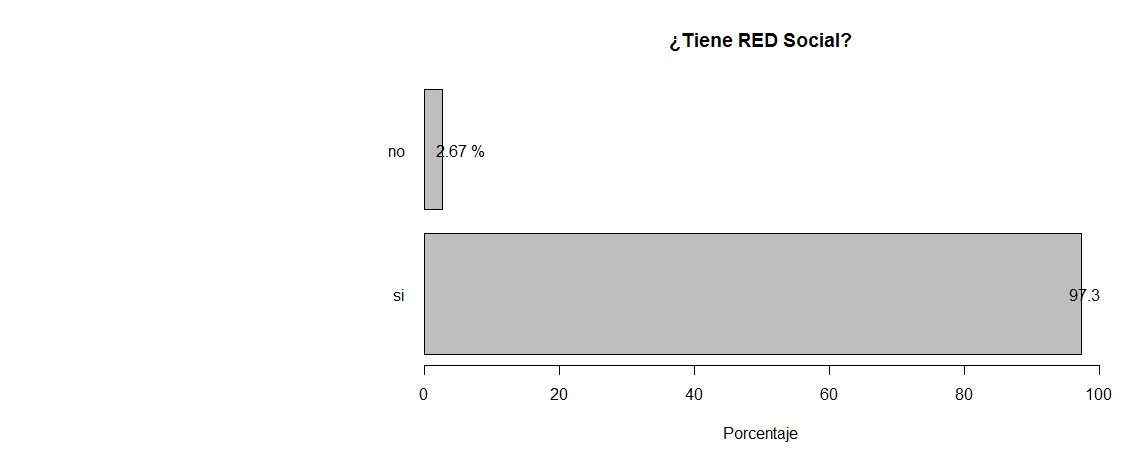 ¿Tiene RED Social?
no
2.67 %
si
97.3
0 20 40 60 80 100
Porcentaje